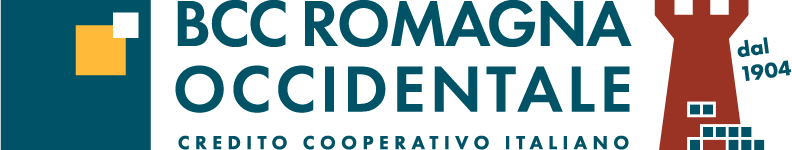 BCC ROMAGNA
OCCIDENTALE
CREDITO COOPERATIVO ITALIANO
dal
1904